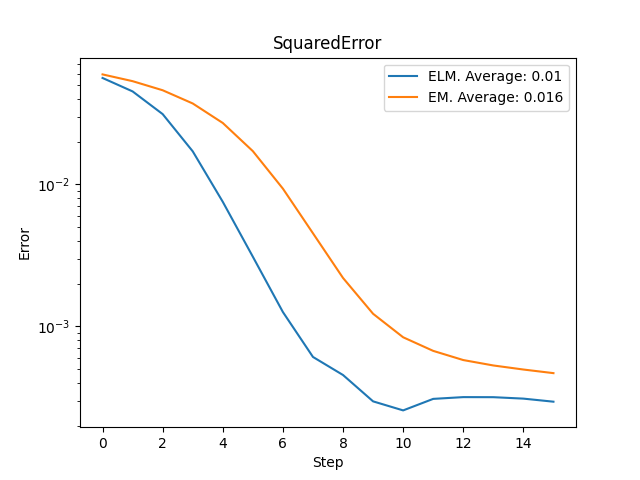 SquaredError
ELM. Average: 0.01
EM. Average: 0.016
Error
10⁻²
10⁻³
0 2 4 6 8 10 12 14
Step